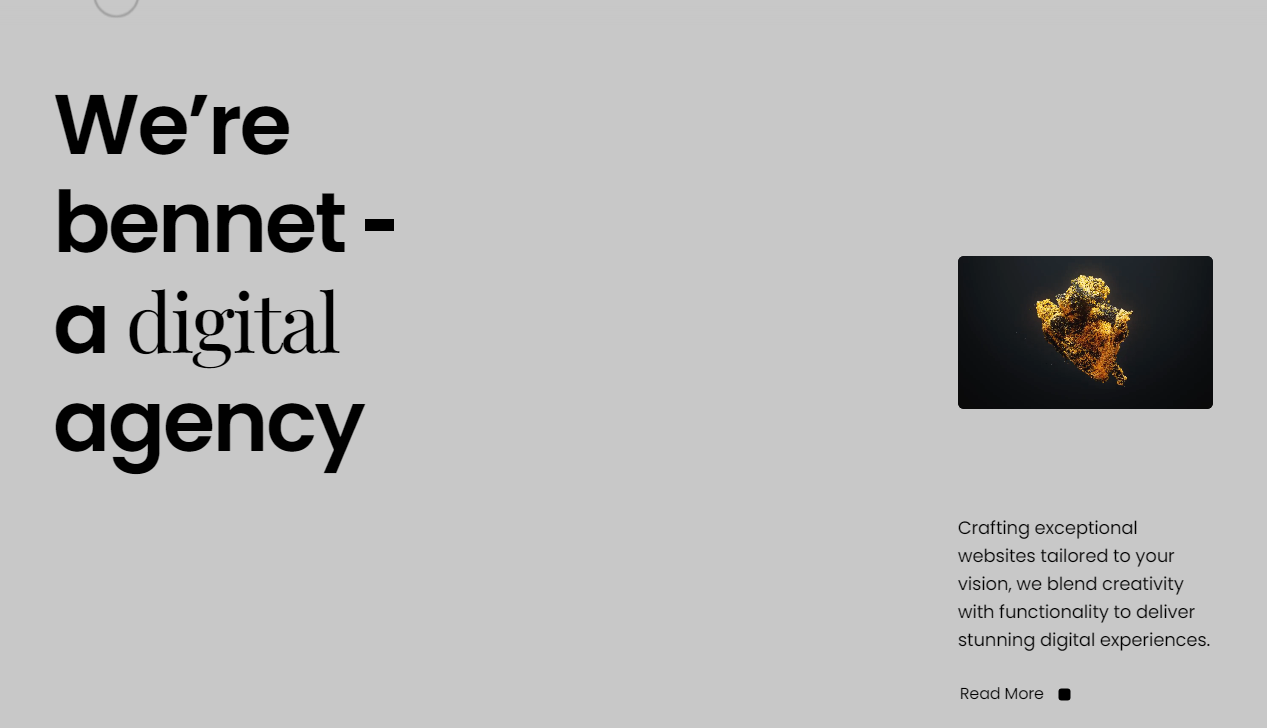 We’re
bennet -
a digital
agency
Crafting exceptional
websites tailored to your
vision, we blend creativity
with functionality to deliver
stunning digital experiences.
Read More